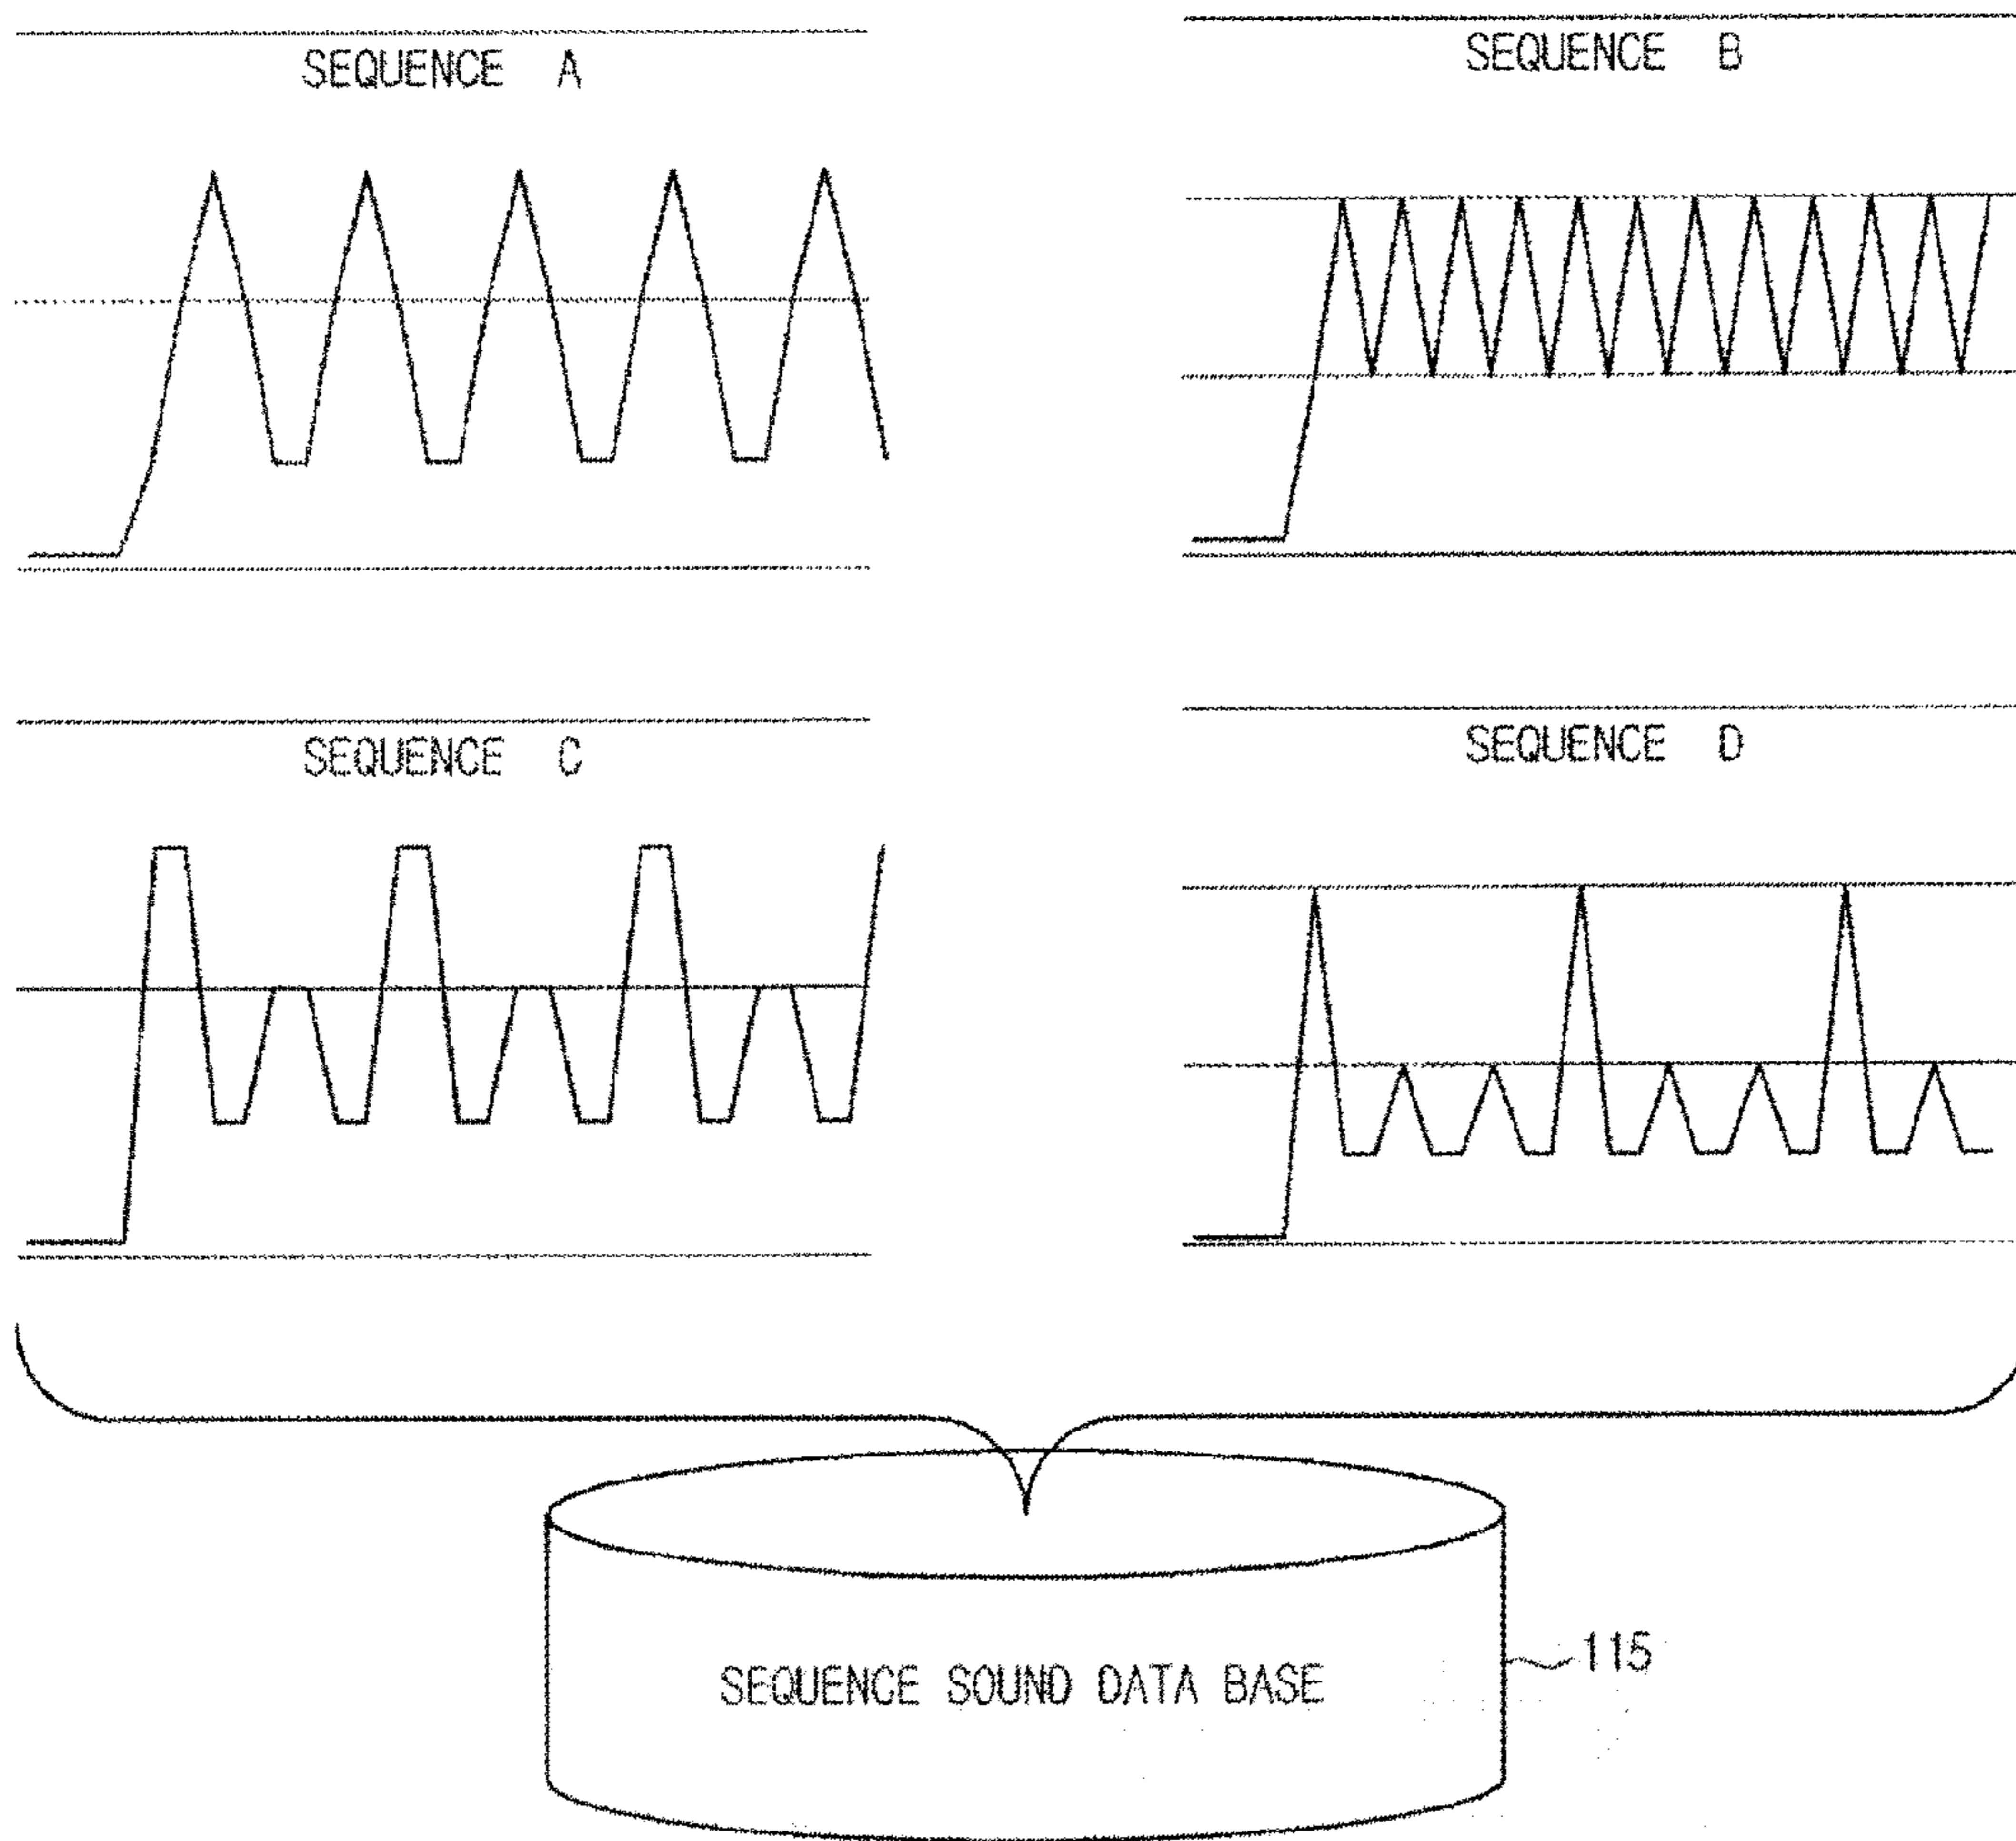 SEQUENCE A
SEQUENCE B
SEQUENCE C
SEQUENCE D
SEQUENCE SOUND DATA BASE
115